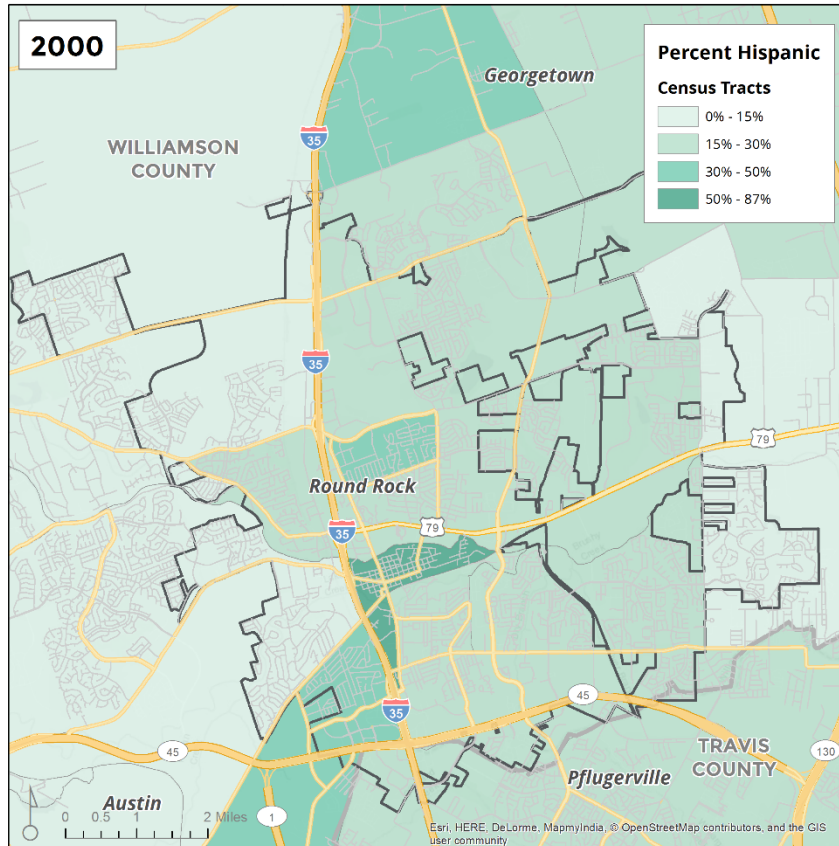 2000
Percent Hispanic
Census Tracts
0% - 15%
15% - 30%
30% - 50%
50% - 87%
Georgetown
35
WILLIAMSON
COUNTY
35
79
Round Rock
35
79
35
45
45
TRAVIS
COUNTY
130
Pflugerville
Austin
1
0 0.5 1 2 Miles
Esri, HERE, DeLorme, MapmyIndia, © OpenStreetMap contributors, and the GIS
user community